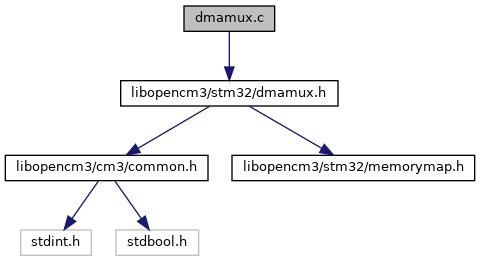 dmamux.c
libopencm3/stm32/dmamux.h
libopencm3/cm3/common.h
libopencm3/stm32/memorymap.h
stdint.h
stdbool.h